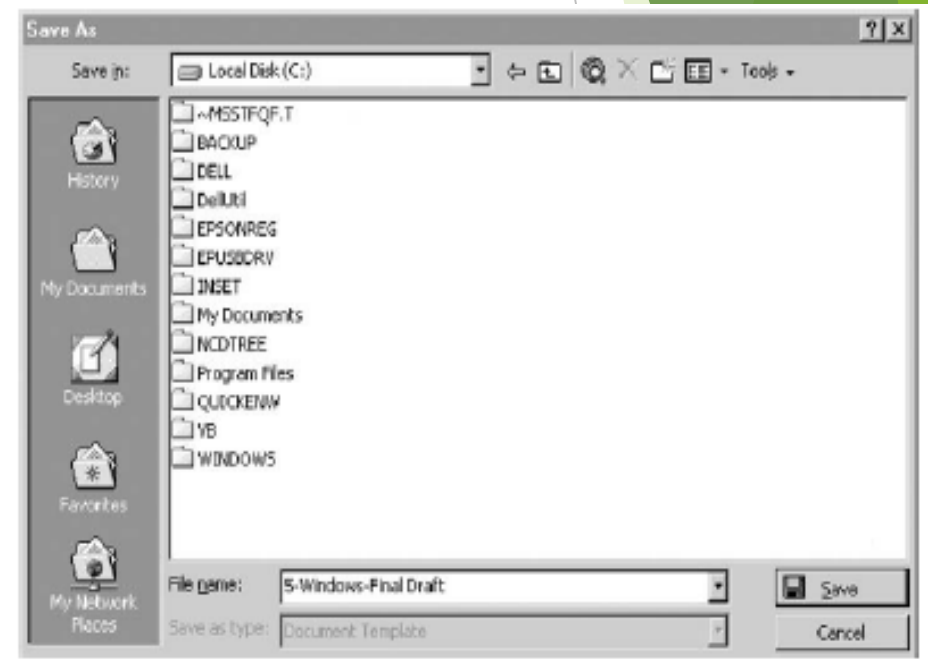 Save As
Save in:
Local Disk (C:)
Tools
History
My Documents
Desktop
Favorites
My Network
Places
~MSSTFQF.T
BACKUP
DELL
DellUtil
EPSONREG
EPUSBDRV
INSET
My Documents
NCDTREE
Program Files
QUICKENW
VB
WINDOWS
File name:
5-Windows-Final Draft
Save
Save as type:
Document Template
Cancel